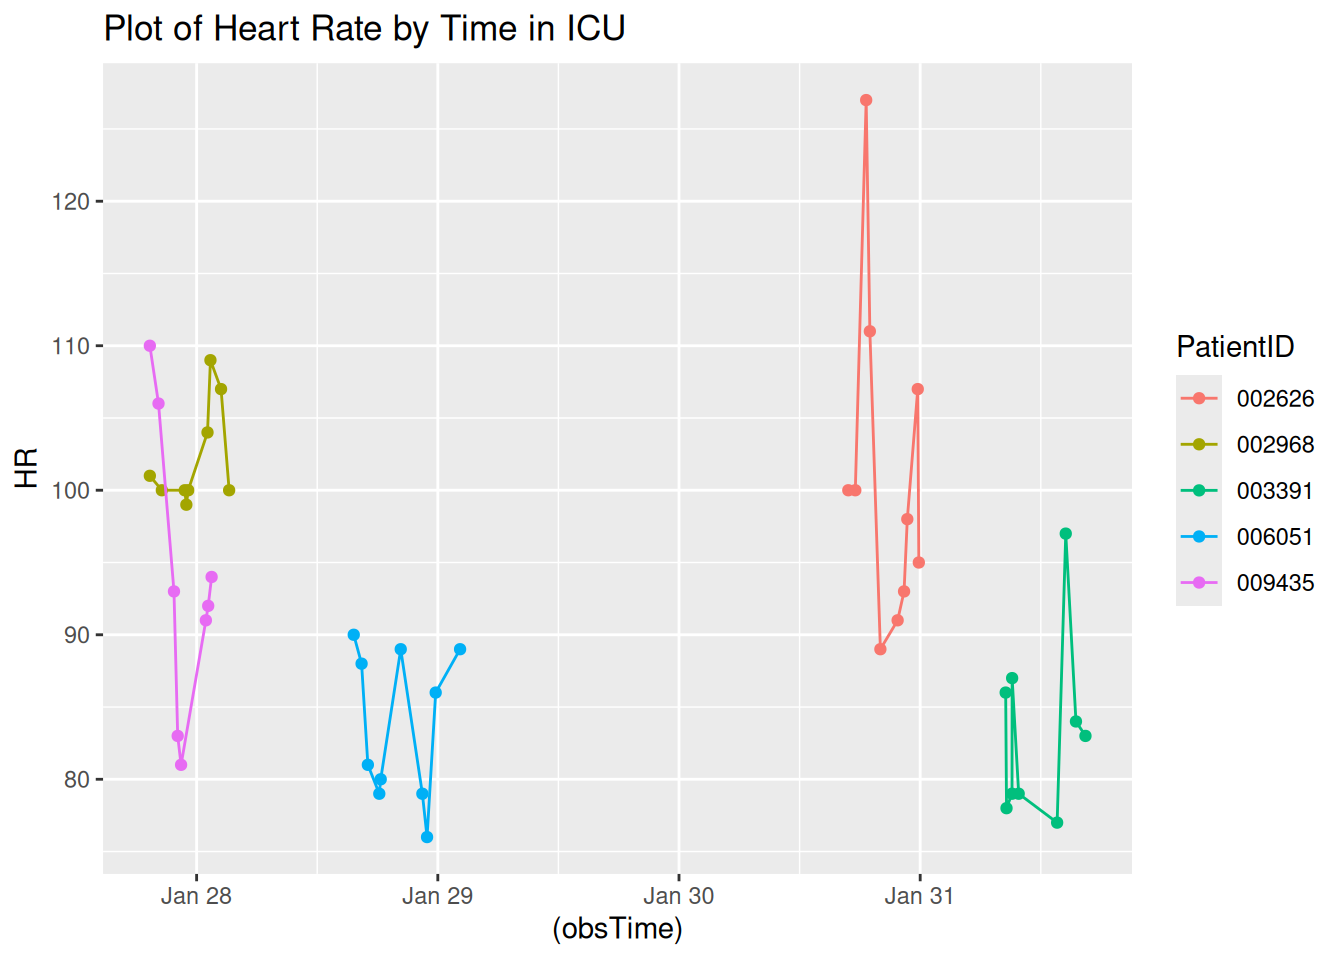 Plot of Heart Rate by Time in ICU
120
110
100
90
80
HR
Jan 28 Jan 29 Jan 30 Jan 31
(obsTime)
PatientID
002626
002968
003391
006051
009435